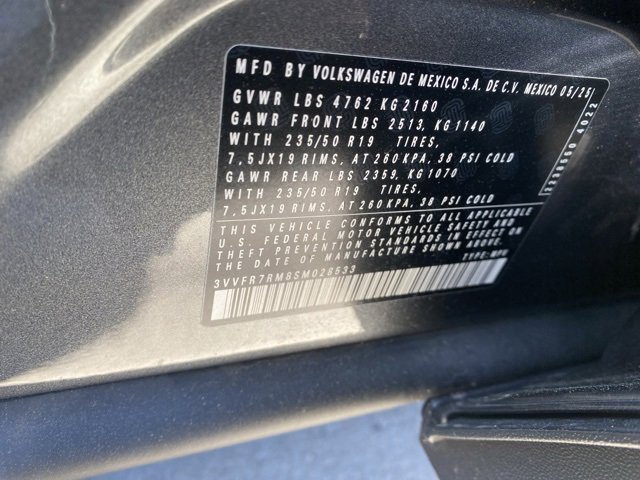 MFD BY VOLKSWAGEN DE MEXICO S.A. DE C.V. MEXICO 05/25
GVWR LBS 4762 KG 2160
GAWR FRONT LBS 2513, KG 1140
WITH 235/50 R19 TIRES,
7,5JX19 RIMS, AT 260 KPA, 38 PSI COLD
GAWR REAR LBS 2359, KG 1070
WITH 235/50 R19 TIRES,
7,5JX19 RIMS, AT 260 KPA, 38 PSI COLD
THIS VEHICLE CONFORMS TO ALL APPLICABLE
U.S. FEDERAL MOTOR VEHICLE SAFETY AND
THEFT PREVENTION STANDARDS IN EFFECT ON
THE DATE OF MANUFACTURE SHOWN ABOVE.
TYPE: MPV
3VVFR7RM8SM028533
4022